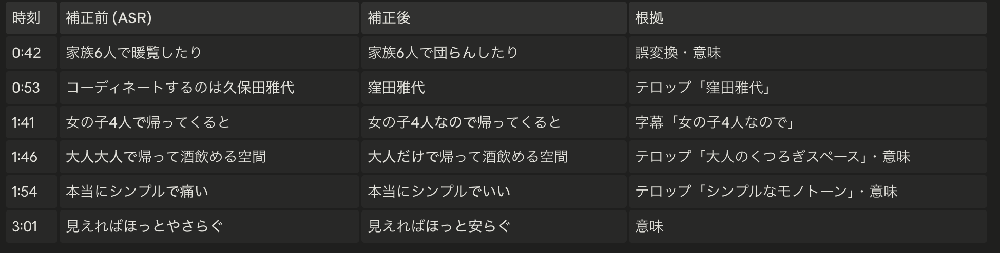 時刻 補正前 (ASR) 補正後 根拠
0:42 家族6人で暖覧したり 家族6人で団らんしたり 誤変換・意味
0:53 コーディネートするのは久保田雅代 窪田雅代 テロップ「窪田雅代」
1:41 女の子4人で帰ってくると 女の子4人なので帰ってくると 字幕「女の子4人なので」
1:46 大人大人で帰って酒飲める空間 大人だけで帰って酒飲める空間 テロップ「大人のくつろぎスペース」・意味
1:54 本当にシンプルで痛い 本当にシンプルでいい テロップ「シンプルなモノトーン」・意味
3:01 見えればほっとやさらぐ 見えればほっと安らぐ 意味